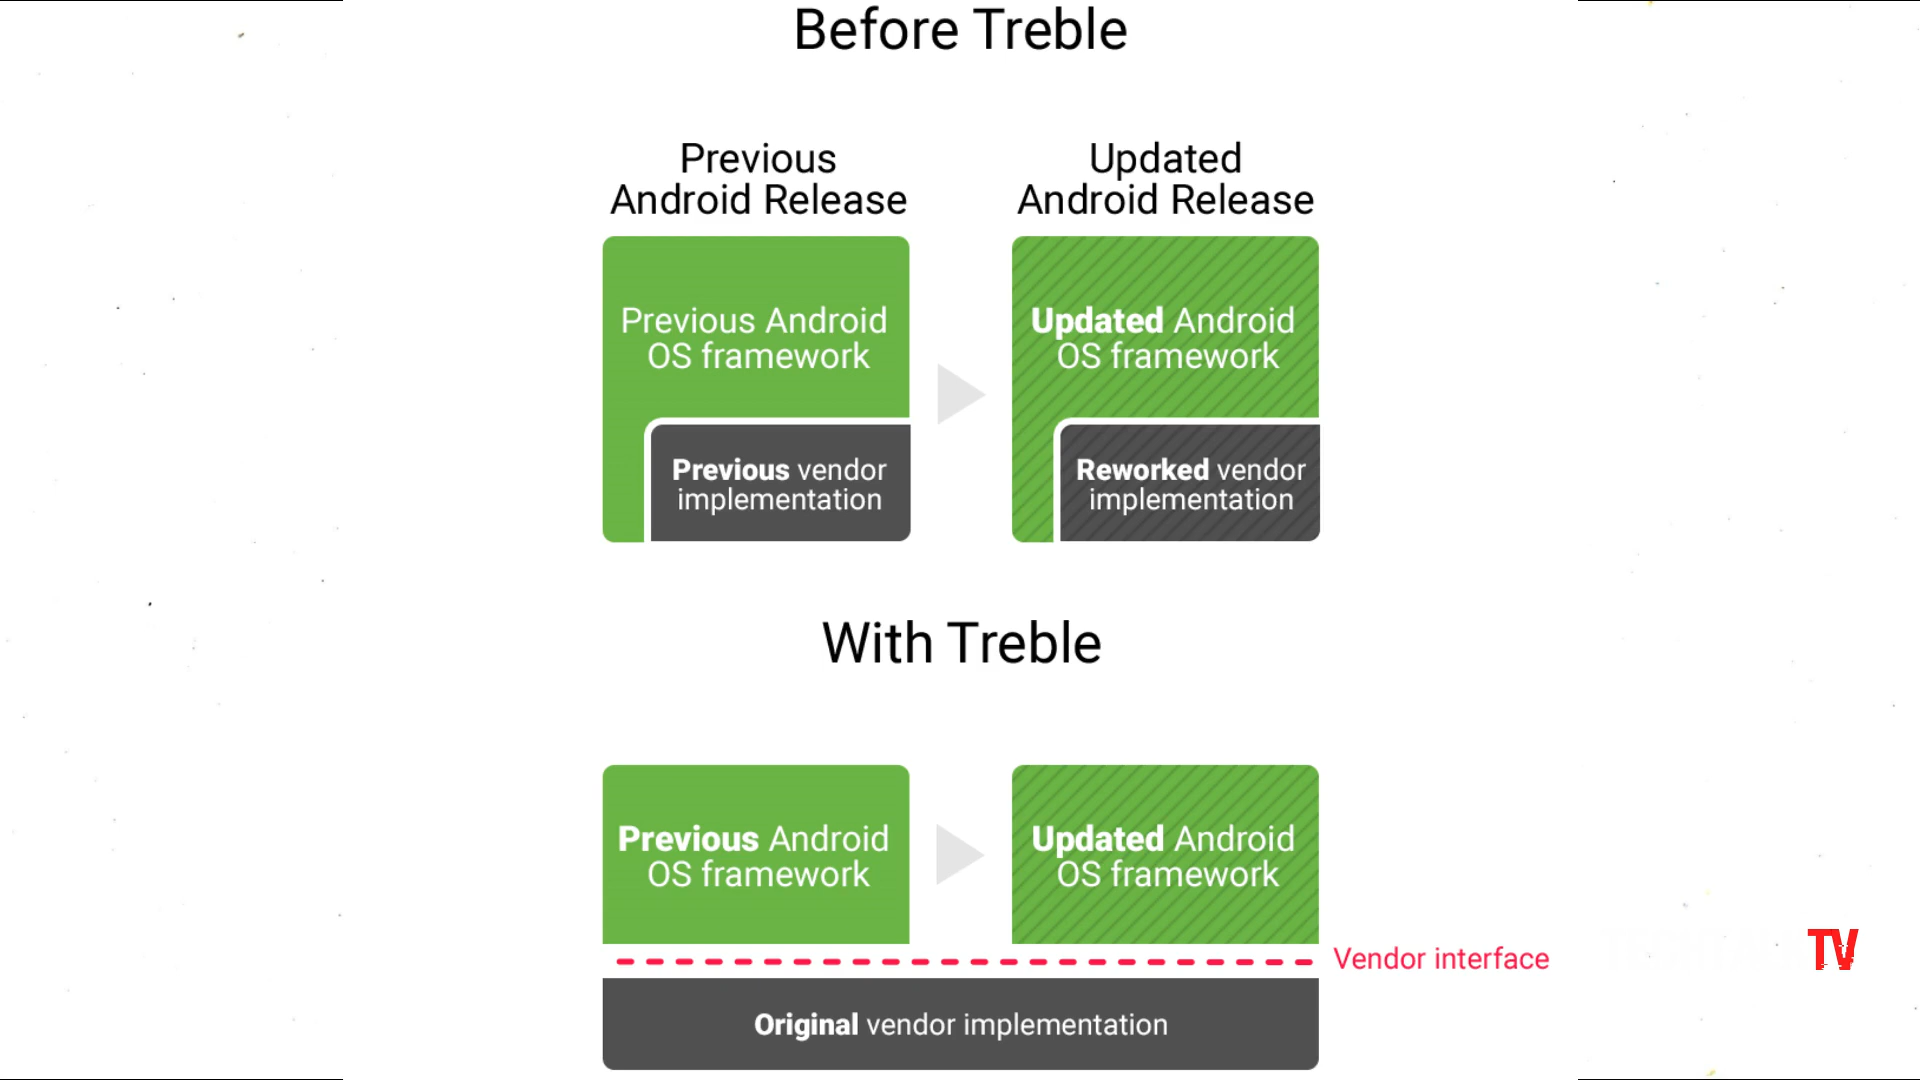 Before Treble
Previous
Android Release
Updated
Android Release
Previous Android
OS framework
Updated Android
OS framework
Previous vendor
implementation
Reworked vendor
implementation
With Treble
Previous Android
OS framework
Updated Android
OS framework
Vendor interface
TV
Original vendor implementation